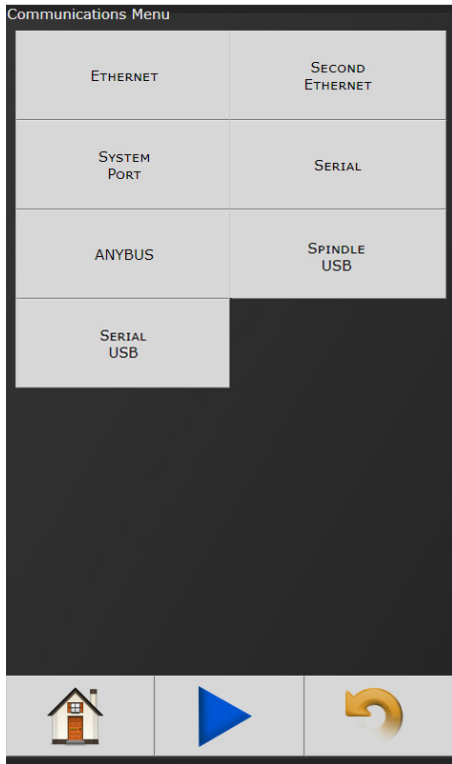 Communications Menu
Ethernet
Second
Ethernet
System
Port
Serial
ANYBUS
Spindle
USB
Serial
USB